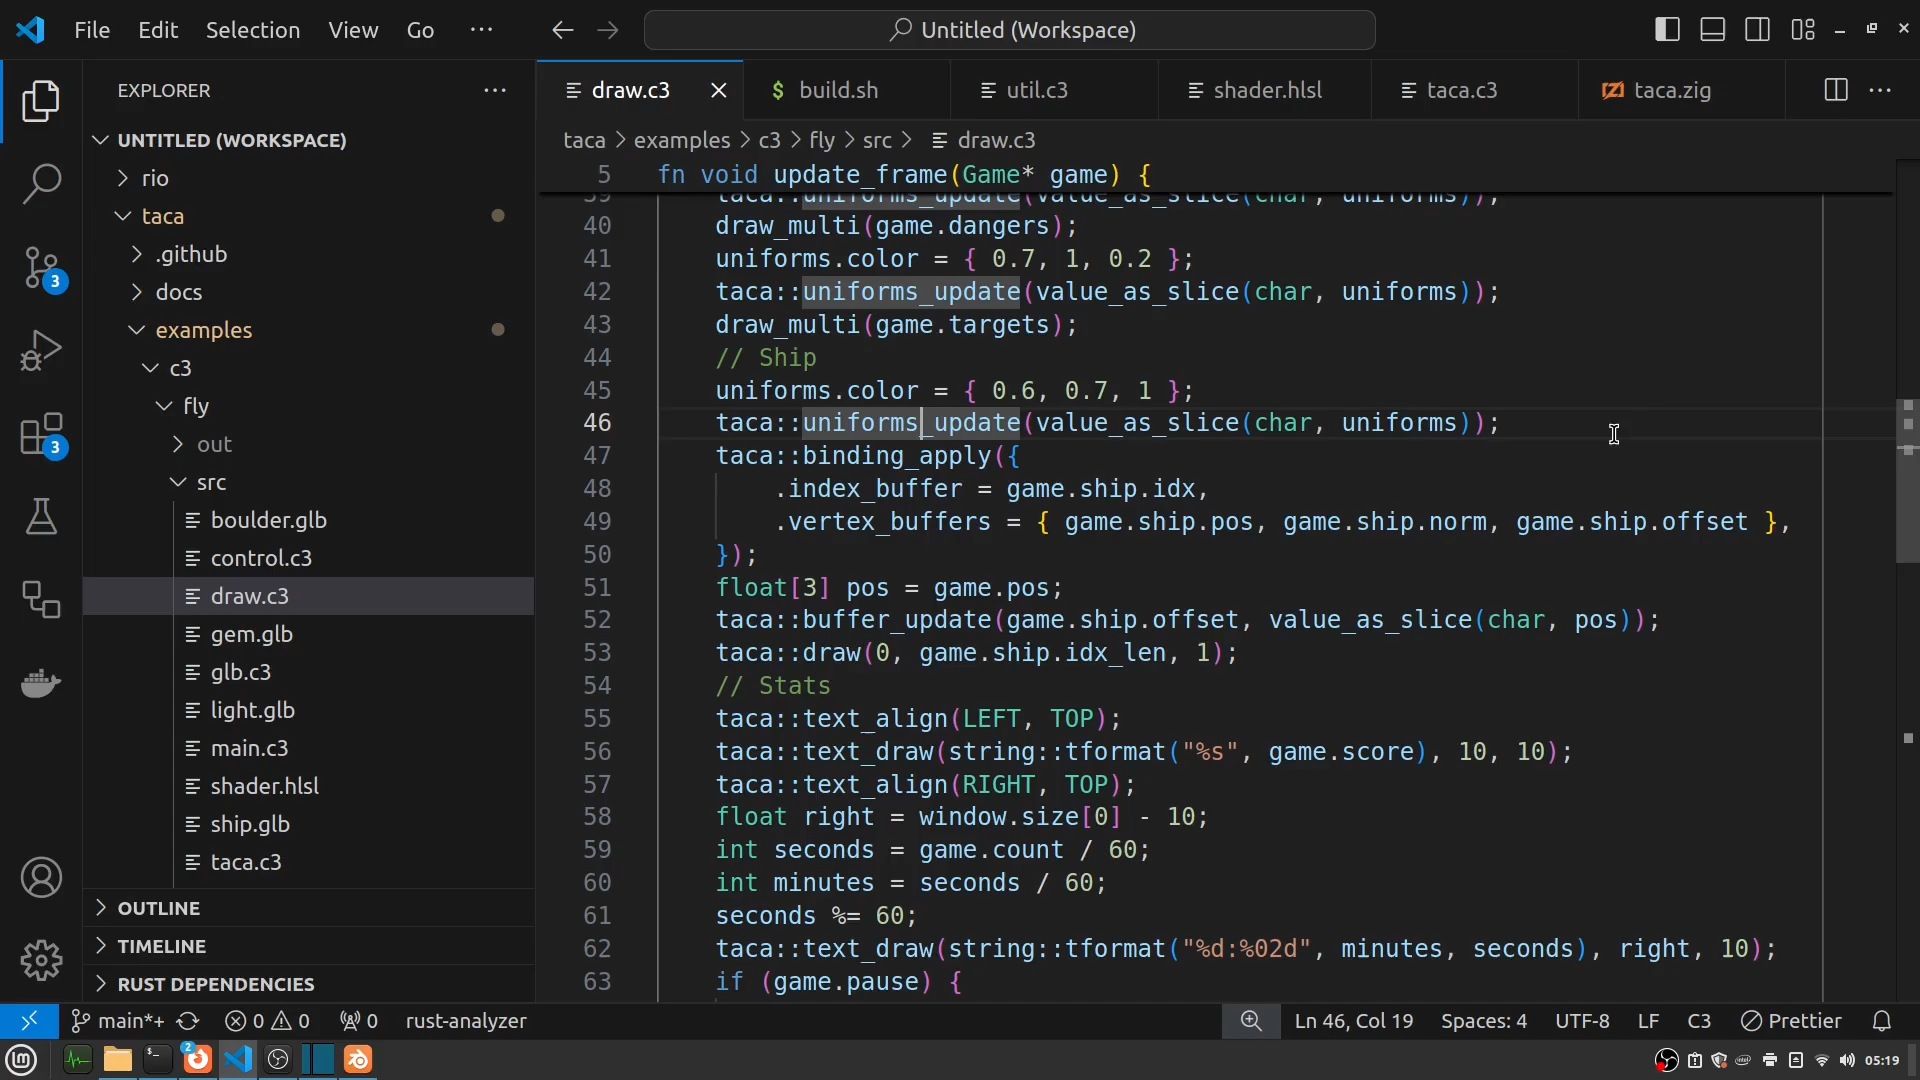 File Edit Selection View Go ··· Untitled (Workspace)
EXPLORER ···
UNTITLED (WORKSPACE)
rio
taca
.github
docs
examples
c3
fly
out
src
boulder.glb
control.c3
draw.c3
gem.glb
glb.c3
light.glb
main.c3
shader.hlsl
ship.glb
taca.c3
OUTLINE
TIMELINE
RUST DEPENDENCIES
3
3
draw.c3 $ build.sh util.c3 shader.hlsl taca.c3 taca.zig ···
taca > examples > c3 > fly > src > draw.c3
5 fn void update_frame(Game* game) {
39 taca::uniforms_update(value_as_slice(char, uniforms));
40 draw_multi(game.dangers);
41 uniforms.color = { 0.7, 1, 0.2 };
42 taca::uniforms_update(value_as_slice(char, uniforms));
43 draw_multi(game.targets);
44 // Ship
45 uniforms.color = { 0.6, 0.7, 1 };
46 taca::uniforms_update(value_as_slice(char, uniforms));
47 taca::binding_apply({
48 .index_buffer = game.ship.idx,
49 .vertex_buffers = { game.ship.pos, game.ship.norm, game.ship.offset },
50 });
51 float[3] pos = game.pos;
52 taca::buffer_update(game.ship.offset, value_as_slice(char, pos));
53 taca::draw(0, game.ship.idx_len, 1);
54 // Stats
55 taca::text_align(LEFT, TOP);
56 taca::text_draw(string::tformat("%s", game.score), 10, 10);
57 taca::text_align(RIGHT, TOP);
58 float right = window.size[0] - 10;
59 int seconds = game.count / 60;
60 int minutes = seconds / 60;
61 seconds %= 60;
62 taca::text_draw(string::tformat("%d:%02d", minutes, seconds), right, 10);
63 if (game.pause) {
main*+ 0 0 0 rust-analyzer Ln 46, Col 19 Spaces: 4 UTF-8 LF C3 Prettier
2 05:19